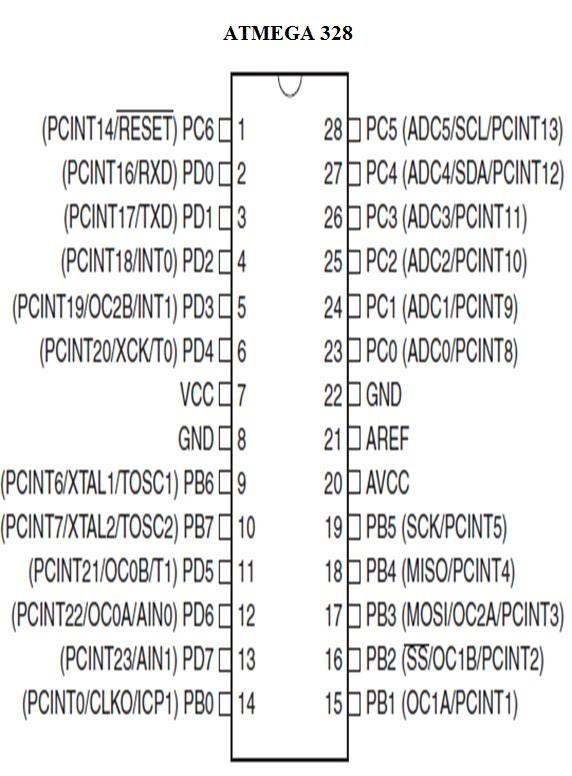 ATMEGA 328
(PCINT14/RESET) PC6 1 28 PC5 (ADC5/SCL/PCINT13)
(PCINT16/RXD) PD0 2 27 PC4 (ADC4/SDA/PCINT12)
(PCINT17/TXD) PD1 3 26 PC3 (ADC3/PCINT11)
(PCINT18/INT0) PD2 4 25 PC2 (ADC2/PCINT10)
(PCINT19/OC2B/INT1) PD3 5 24 PC1 (ADC1/PCINT9)
(PCINT20/XCK/T0) PD4 6 23 PC0 (ADC0/PCINT8)
VCC 7 22 GND
GND 8 21 AREF
(PCINT6/XTAL1/TOSC1) PB6 9 20 AVCC
(PCINT7/XTAL2/TOSC2) PB7 10 19 PB5 (SCK/PCINT5)
(PCINT21/OC0B/T1) PD5 11 18 PB4 (MISO/PCINT4)
(PCINT22/OC0A/AIN0) PD6 12 17 PB3 (MOSI/OC2A/PCINT3)
(PCINT23/AIN1) PD7 13 16 PB2 (SS/OC1B/PCINT2)
(PCINT0/CLKO/ICP1) PB0 14 15 PB1 (OC1A/PCINT1)